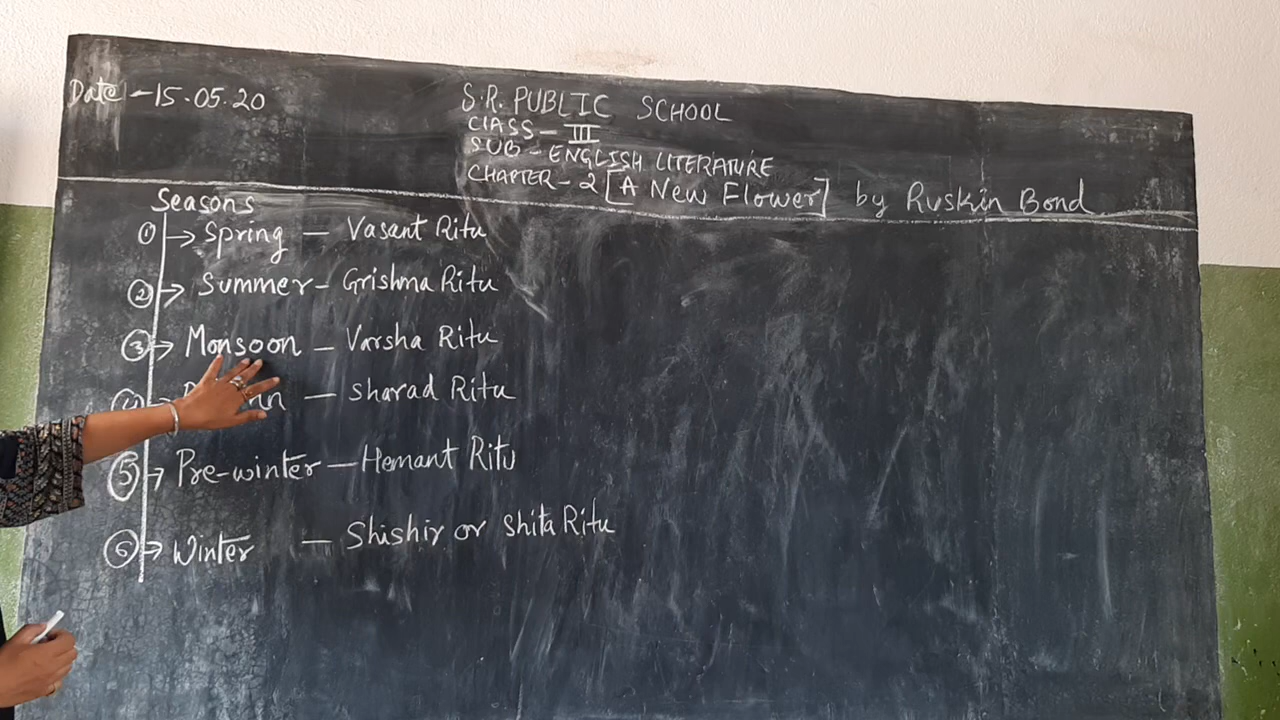 Date - 15.05.20
S.R. PUBLIC SCHOOL
CLASS - III
SUB - ENGLISH LITERATURE
CHAPTER - 2 [A New Flower] by Ruskin Bond
Seasons
① → Spring — Vasant Ritu
② → Summer - Grishma Ritu
③ → Monsoon — Varsha Ritu
④ → — Sharad Ritu
⑤ → Pre-winter — Hemant Ritu
⑥ → Winter — Shishir or Shita Ritu